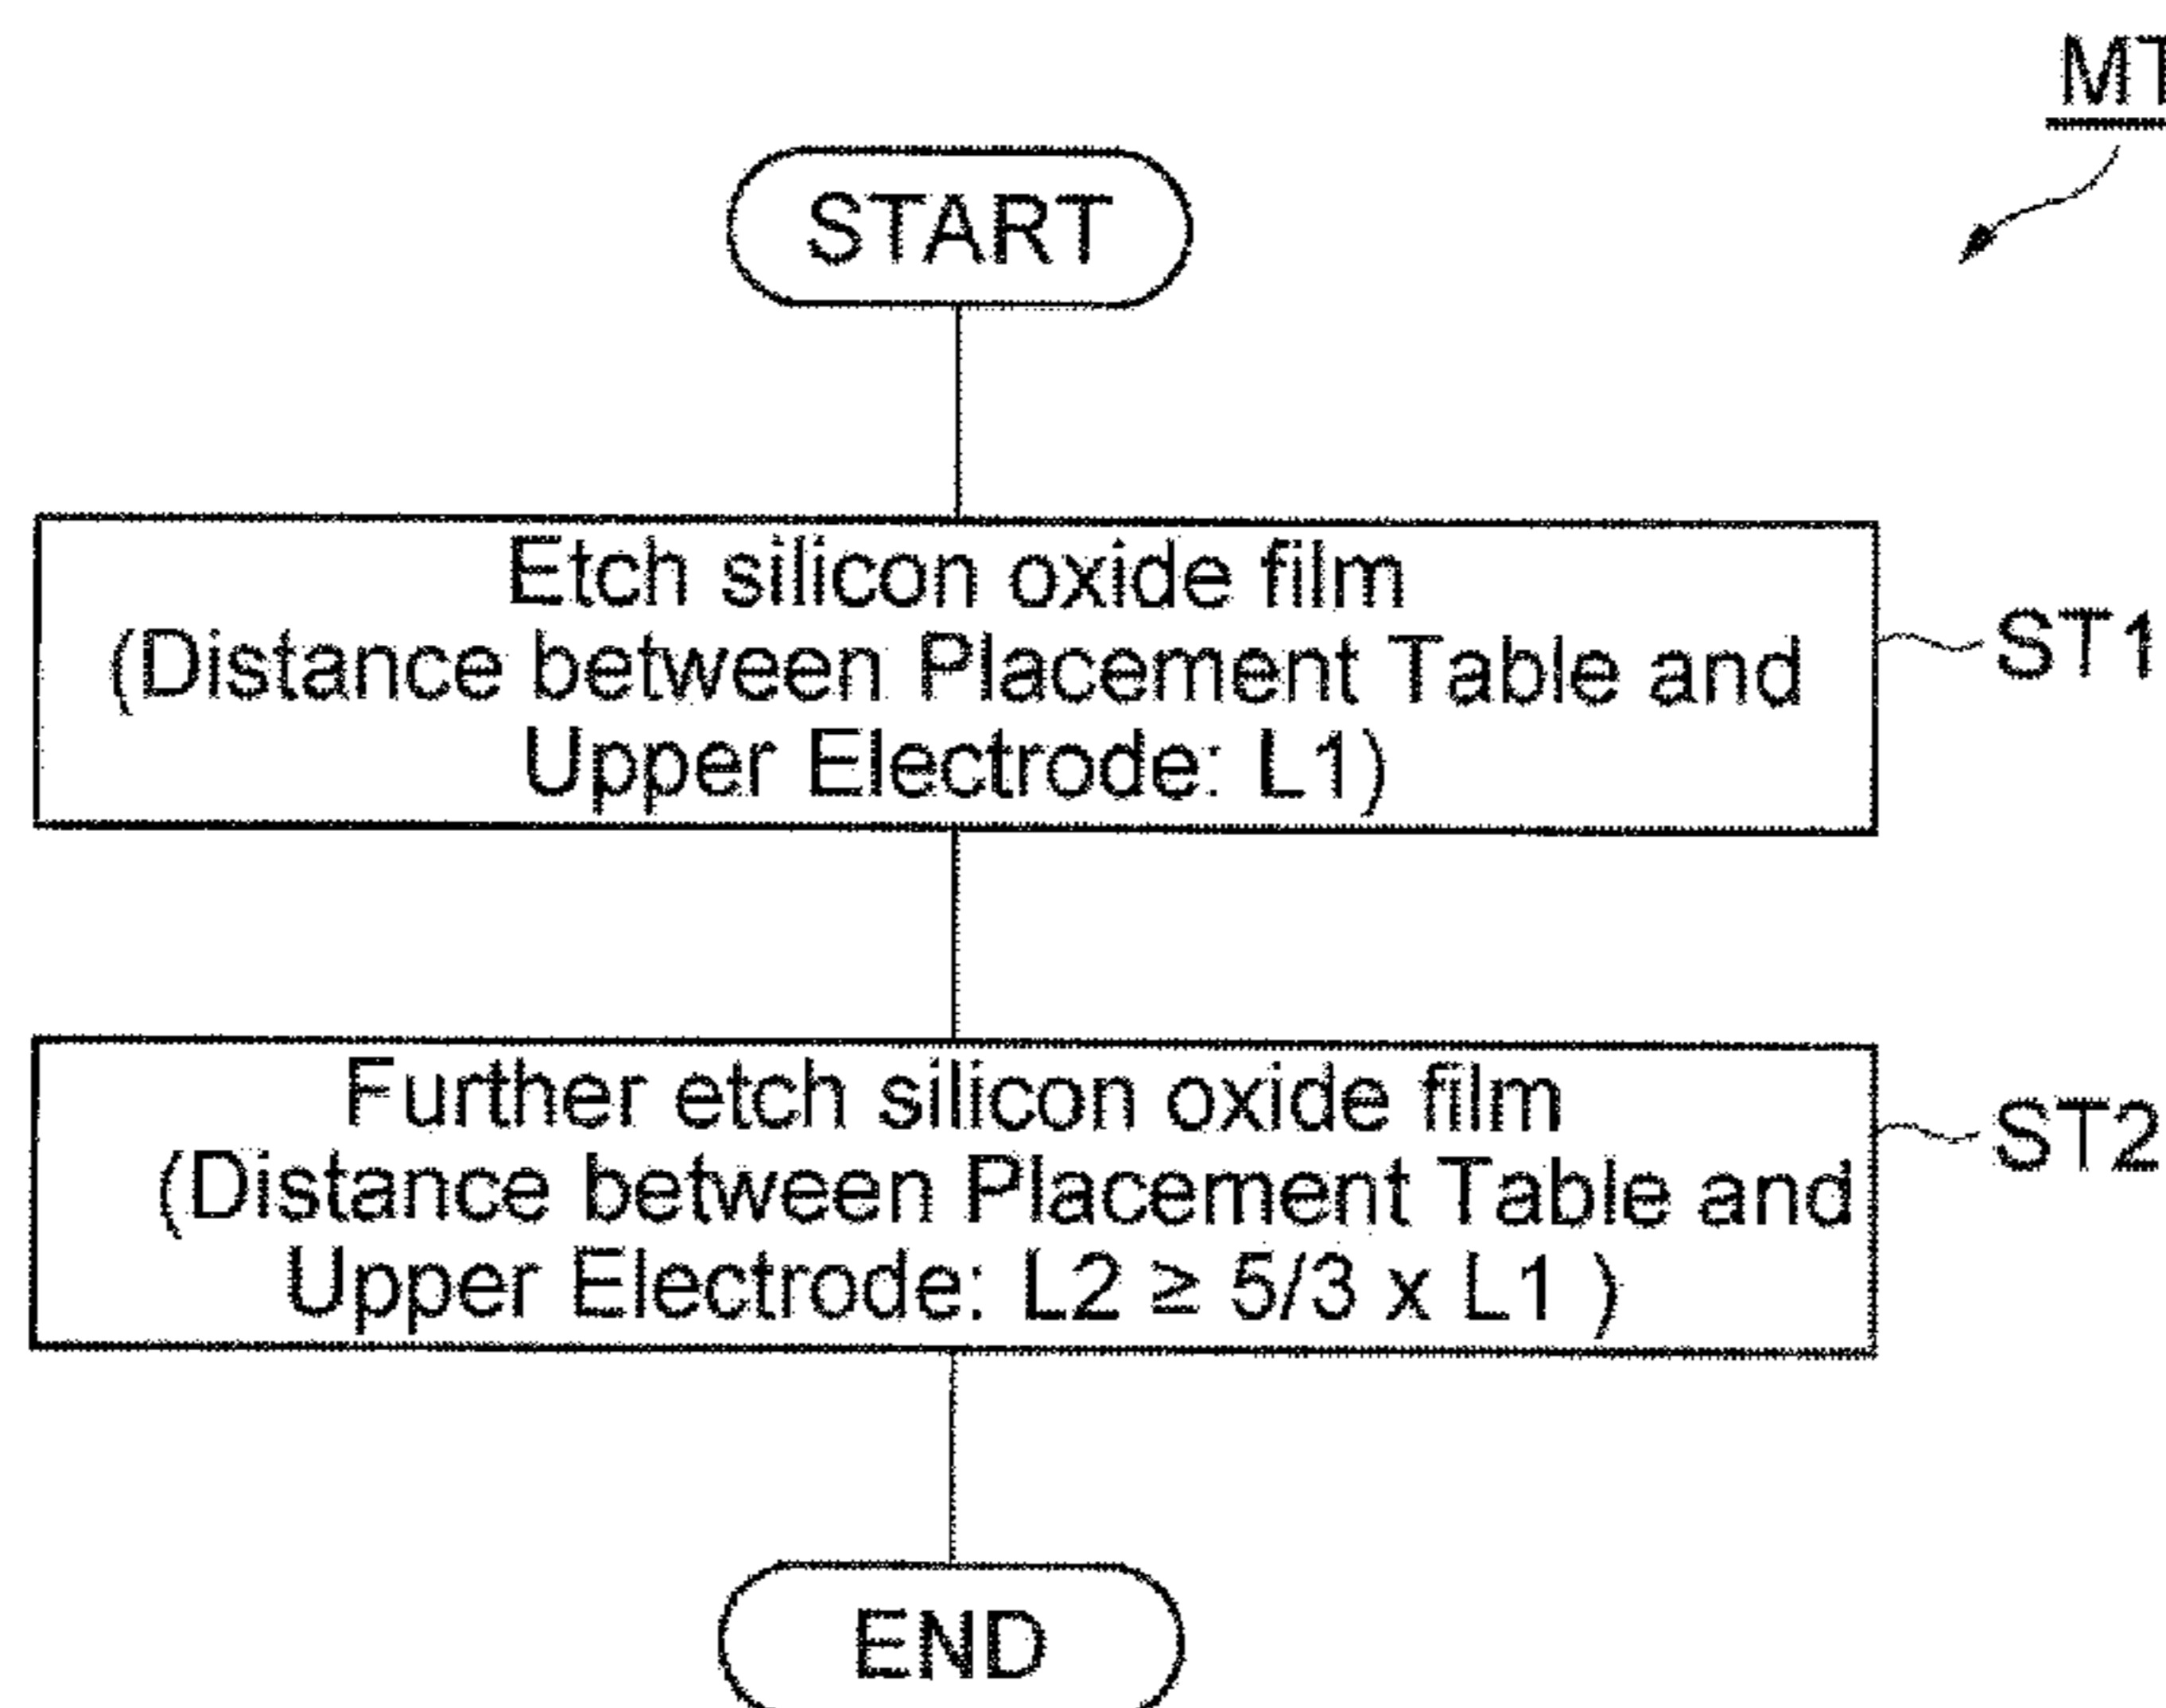 MT
START
Etch silicon oxide film
(Distance between Placement Table and
Upper Electrode: L1)
ST1
Further etch silicon oxide film
(Distance between Placement Table and
Upper Electrode: L2 ≥ 5/3 x L1 )
ST2
END